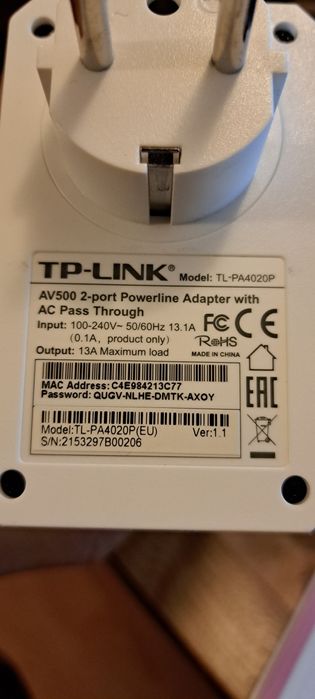 TP-LINK® Model: TL-PA4020P
AV500 2-port Powerline Adapter with
AC Pass Through
Input: 100-240V~ 50/60Hz 13.1A
(0.1A, product only)
Output: 13A Maximum load
FC CE
RoHS
MADE IN CHINA
MAC Address: C4E984213C77
Password: QUGV-NLHE-DMTK-AXOY
EAC
Model:TL-PA4020P(EU) Ver:1.1
S/N:2153297B00206